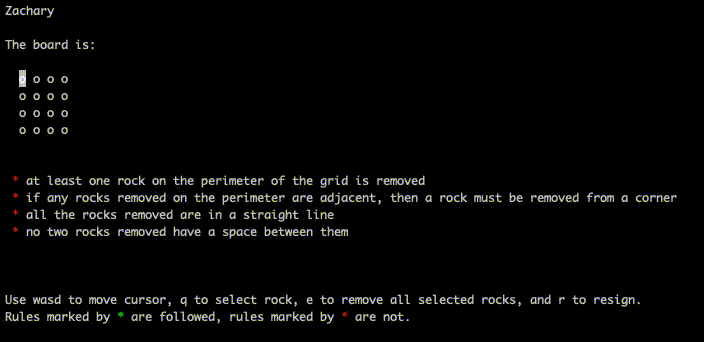 Zachary
The board is:
o o o o
o o o o
o o o o
o o o o
* at least one rock on the perimeter of the grid is removed
* if any rocks removed on the perimeter are adjacent, then a rock must be removed from a corner
* all the rocks removed are in a straight line
* no two rocks removed have a space between them
Use wasd to move cursor, q to select rock, e to remove all selected rocks, and r to resign.
Rules marked by * are followed, rules marked by * are not.